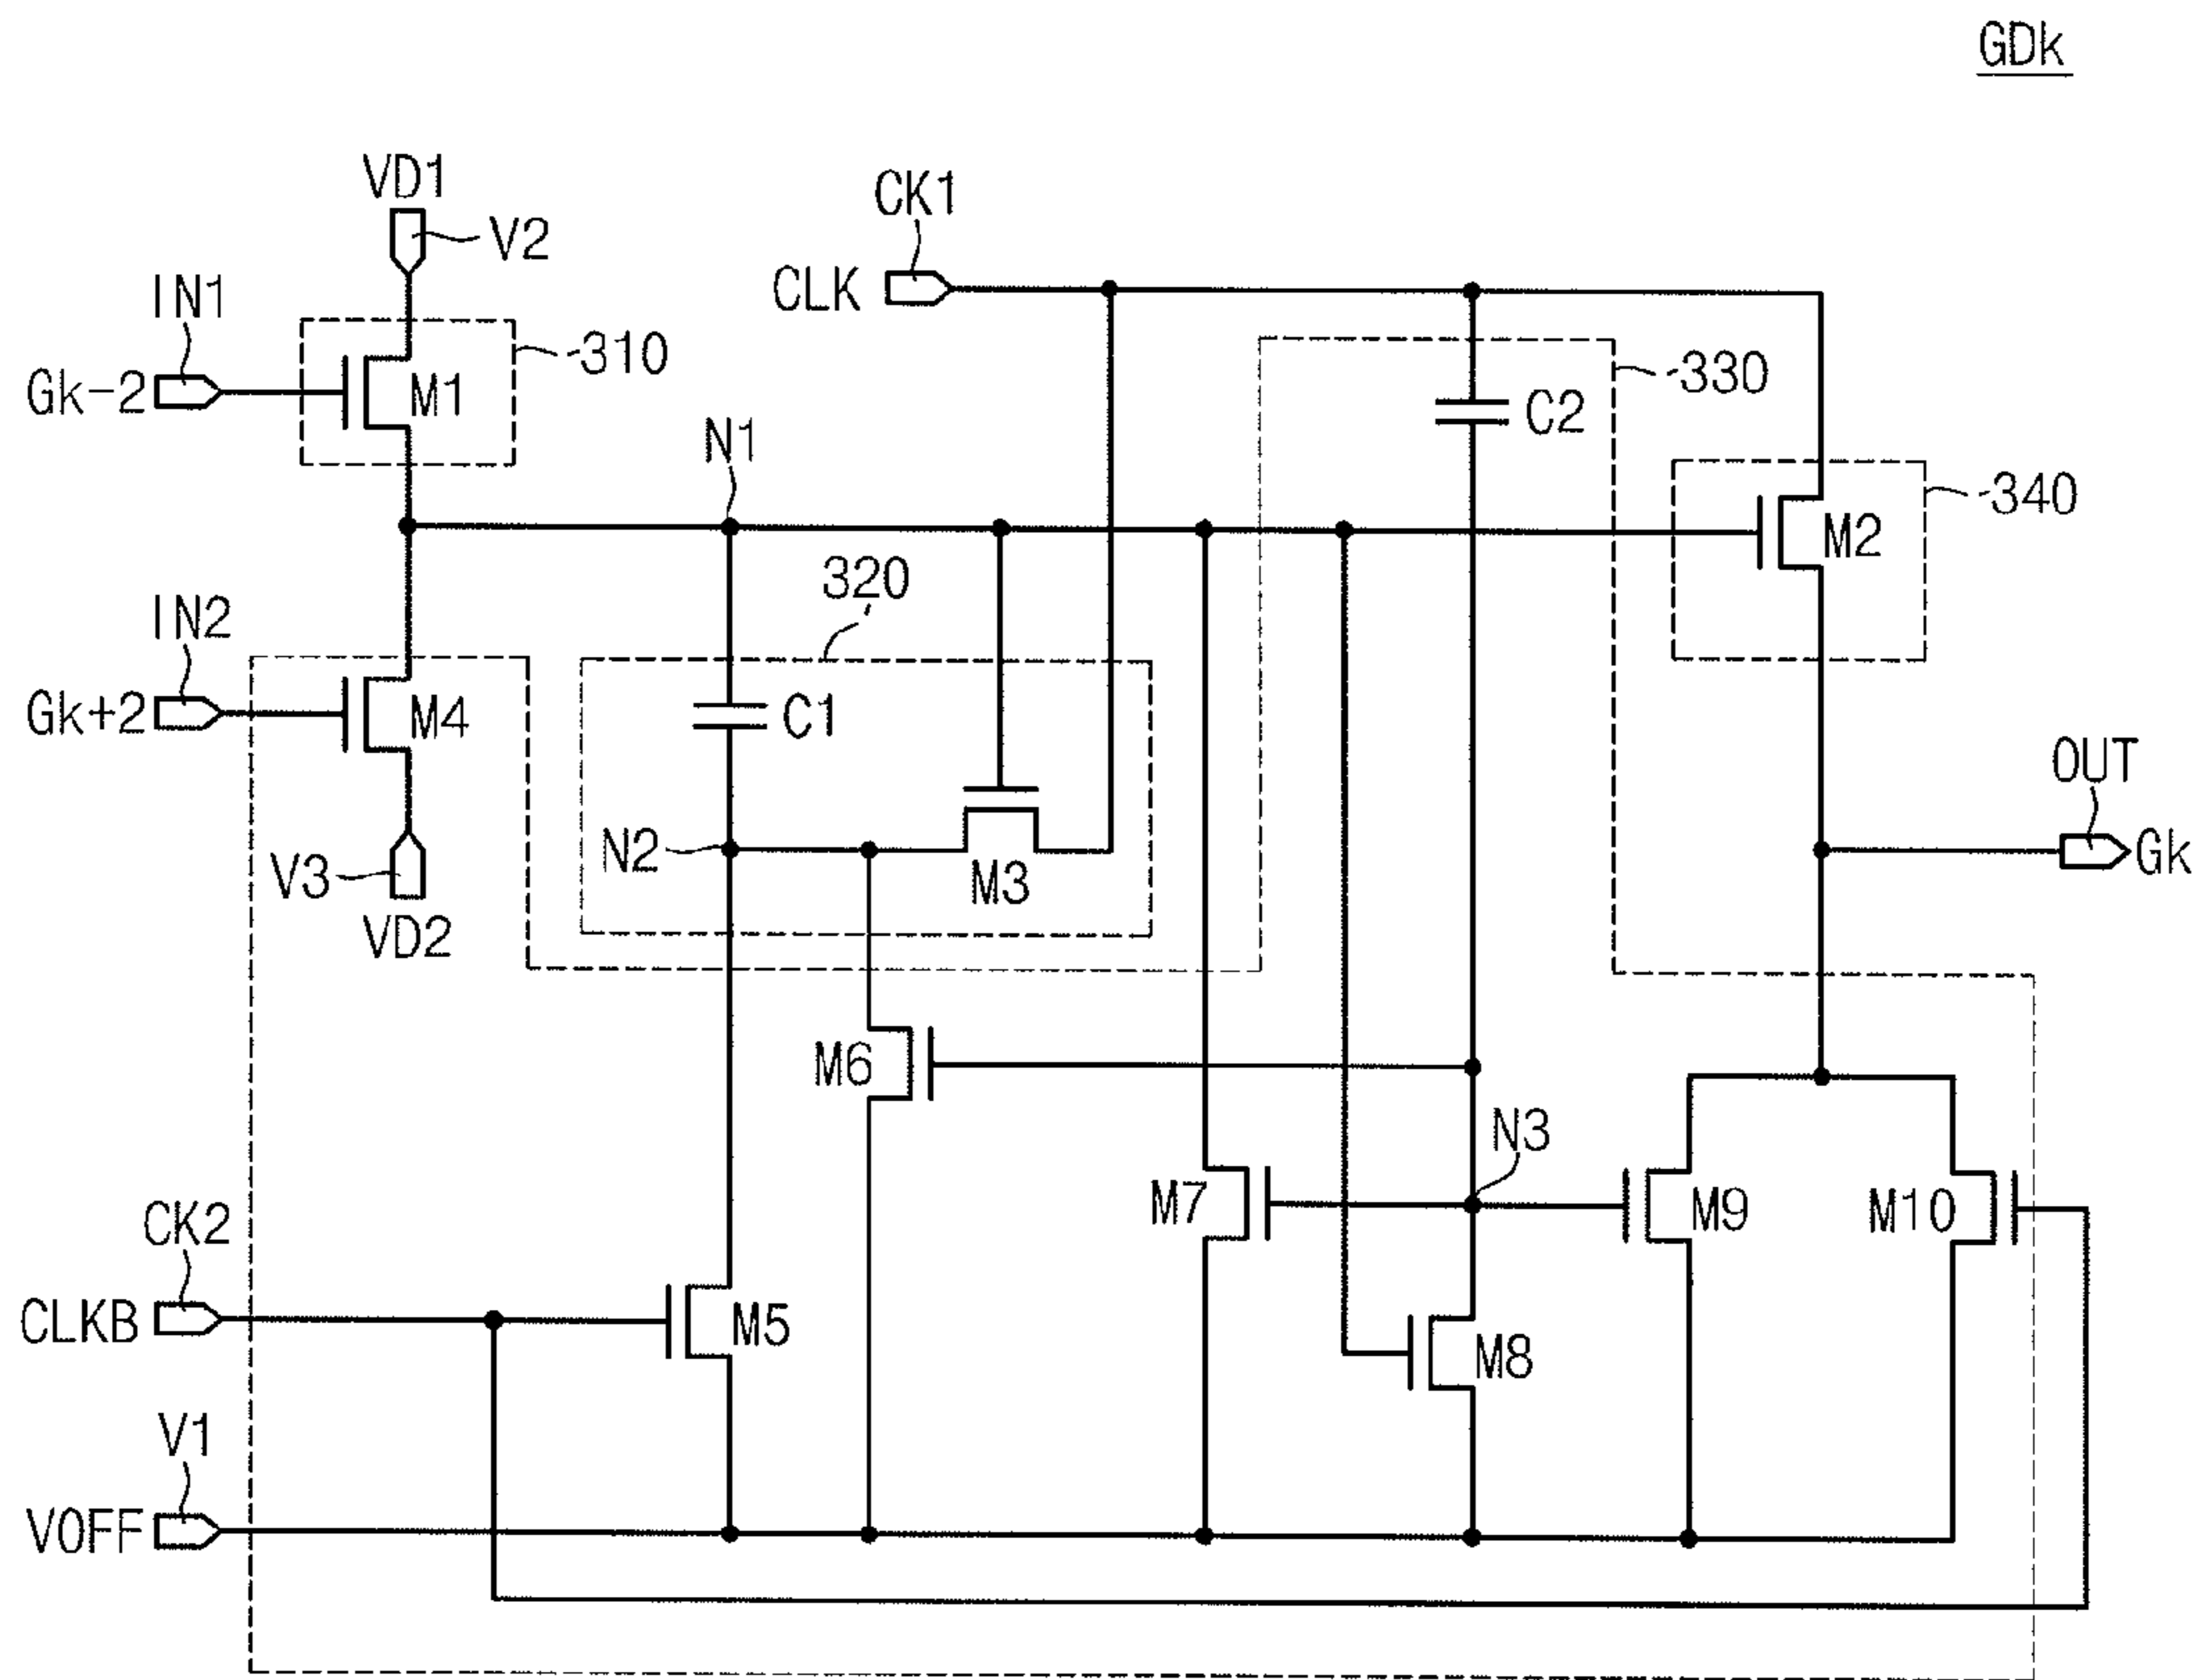 GDk
VD1
V2
CK1
CLK
IN1
310
Gk-2
M1
330
C2
N1
340
M2
320
IN2
Gk+2
M4
C1
OUT
N2
Gk
V3
M3
VD2
M6
N3
M7
M9
M10
CK2
CLKB
M5
M8
V1
VOFF